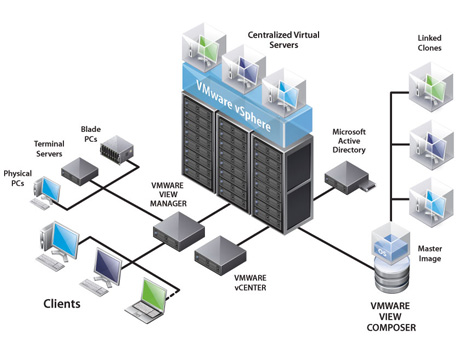 Centralized Virtual
Servers
Linked
Clones
VMware vSphere
Blade
PCs
Terminal
Servers
Physical
PCs
Microsoft
Active
Directory
VMWARE
VIEW
MANAGER
VMWARE
vCENTER
Clients
OS
Master
Image
VMWARE
VIEW
COMPOSER